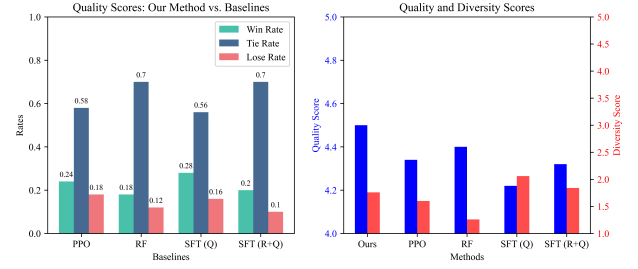 Quality Scores: Our Method vs. Baselines
1.0
0.8
0.6
0.4
0.2
0.0
Rates
Win Rate
Tie Rate
Lose Rate
0.24
0.58
0.18
0.18
0.7
0.12
0.28
0.56
0.16
0.2
0.7
0.1
PPO
RF
SFT (Q)
SFT (R+Q)
Baselines
Quality and Diversity Scores
5.0
4.8
4.6
4.4
4.2
4.0
Quality Score
5.0
4.5
4.0
3.5
3.0
2.5
2.0
1.5
1.0
Diversity Score
Ours
PPO
RF
SFT (Q)
SFT (R+Q)
Methods